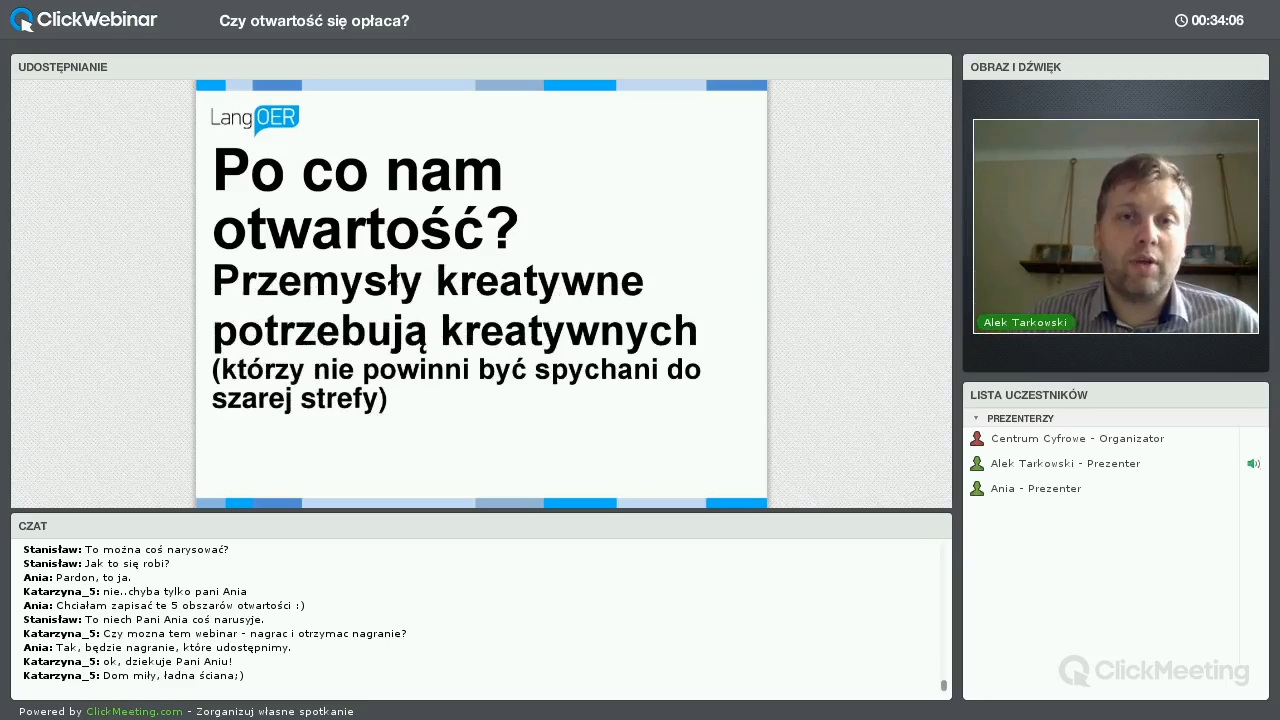 ClickWebinar
Czy otwartość się opłaca?
00:34:06
UDOSTĘPNIANIE
LangOER
Po co nam
otwartość?
Przemysły kreatywne
potrzebują kreatywnych
(którzy nie powinni być spychani do
szarej strefy)
OBRAZ I DŹWIĘK
Alek Tarkowski
LISTA UCZESTNIKÓW
PREZENTERZY
Centrum Cyfrowe - Organizator
Alek Tarkowski - Prezenter
Ania - Prezenter
CZAT
Stanisław: To można coś narysować?
Stanisław: Jak to się robi?
Ania: Pardon, to ja.
Katarzyna_5: nie..chyba tylko pani Ania
Ania: Chciałam zapisać te 5 obszarów otwartości :)
Stanisław: To niech Pani Ania coś narusyje.
Katarzyna_5: Czy mozna tem webinar - nagrac i otrzymac nagranie?
Ania: Tak, będzie nagranie, które udostępnimy.
Katarzyna_5: ok, dziekuje Pani Aniu!
Katarzyna_5: Dom miły, ładna ściana;)
ClickMeeting
Powered by ClickMeeting.com - Zorganizuj własne spotkanie